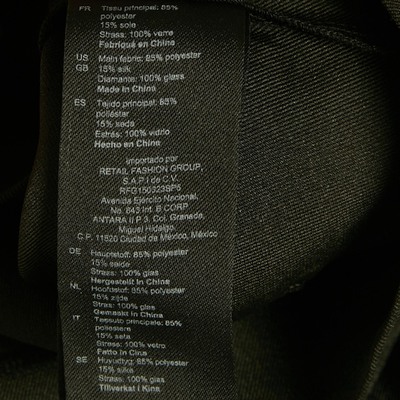 FR Tissu principal: 85%
polyester
15% soie
Strass: 100% verre
Fabriqué en China
US Main fabric: 85% polyester
GB 15% silk
Diamante: 100% glass
Made In China
ES Tejido principal: 85%
poliéster
15% seda
Estrás: 100% vidrio
Hecho en China
Importado por
RETAIL FASHION GROUP,
S.A.P.I de C.V.
RFG150323SP5
Avenida Ejército Nacional,
No. 843 Int. B CORP
ANTARA II P 3. Col. Granada,
Miguel Hidalgo,
C.P. 11520 Ciudad de México, México
DE Hauptstoff: 85% polyester
15% seide
Strass: 100% glas
Hergestellt In China
NL Hoofdstof: 85% polyester
15% zijde
Strass: 100% glas
Gemaakt In China
IT Tessuto principale: 85%
poliestere
15% seta
Strass: 100% vetro
Fatto In China
SE Huvudtyg: 85% polyester
15% silke
Strass: 100% glas
Tillverkat I Kina